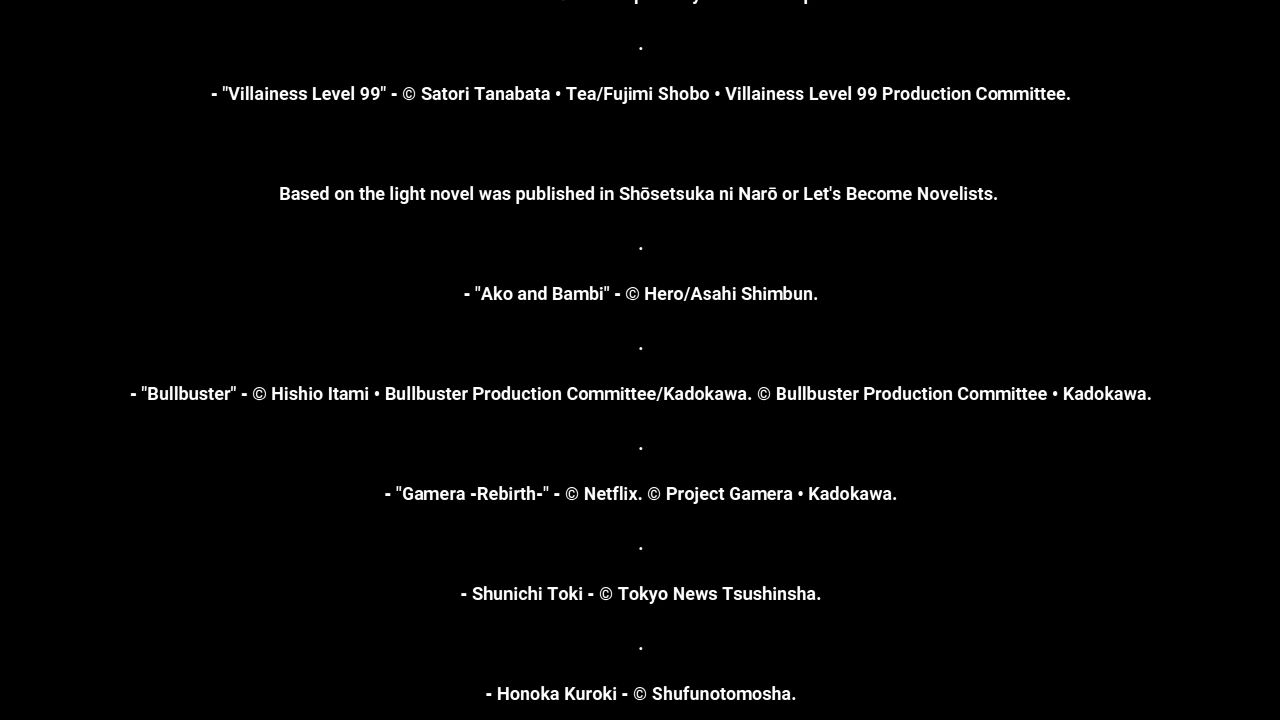 .
- "Villainess Level 99" - © Satori Tanabata • Tea/Fujimi Shobo • Villainess Level 99 Production Committee.
Based on the light novel was published in Shōsetsuka ni Narō or Let's Become Novelists.
.
- "Ako and Bambi" - © Hero/Asahi Shimbun.
.
- "Bullbuster" - © Hishio Itami • Bullbuster Production Committee/Kadokawa. © Bullbuster Production Committee • Kadokawa.
.
- "Gamera -Rebirth-" - © Netflix. © Project Gamera • Kadokawa.
.
- Shunichi Toki - © Tokyo News Tsushinsha.
.
- Honoka Kuroki - © Shufunotomosha.